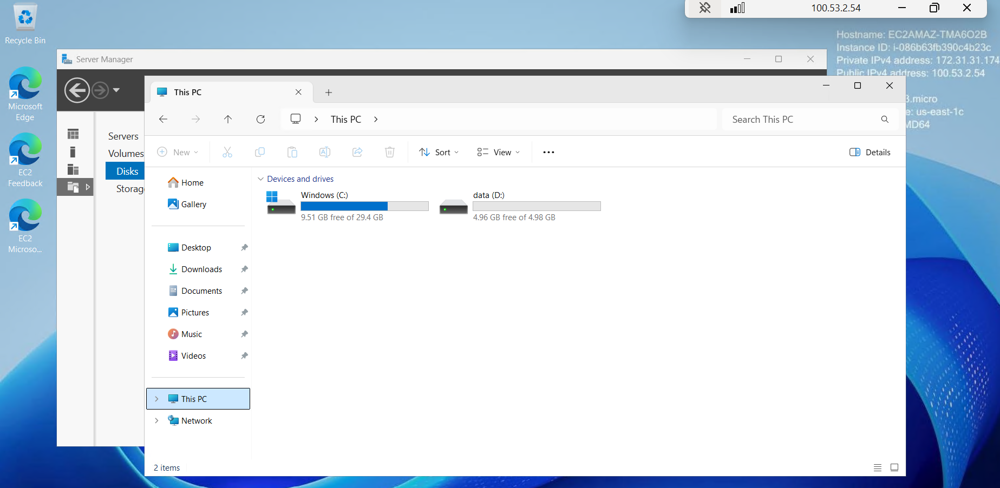 Recycle Bin
Microsoft
Edge
EC2
Feedback
EC2
Microso...
100.53.2.54
Hostname: EC2AMAZ-TMA6O2B
Instance ID: i-086b63fb390c4b23c
Private IPv4 address: 172.31.31.174
Public IPv4 address: 100.53.2.54
3.micro
e: us-east-1c
MD64
Server Manager
Servers
Volumes
Disks
Storag
This PC
This PC
Search This PC
New
Sort
View
Details
Home
Gallery
Desktop
Downloads
Documents
Pictures
Music
Videos
This PC
Network
Devices and drives
Windows (C:)
9.51 GB free of 29.4 GB
data (D:)
4.96 GB free of 4.98 GB
2 items